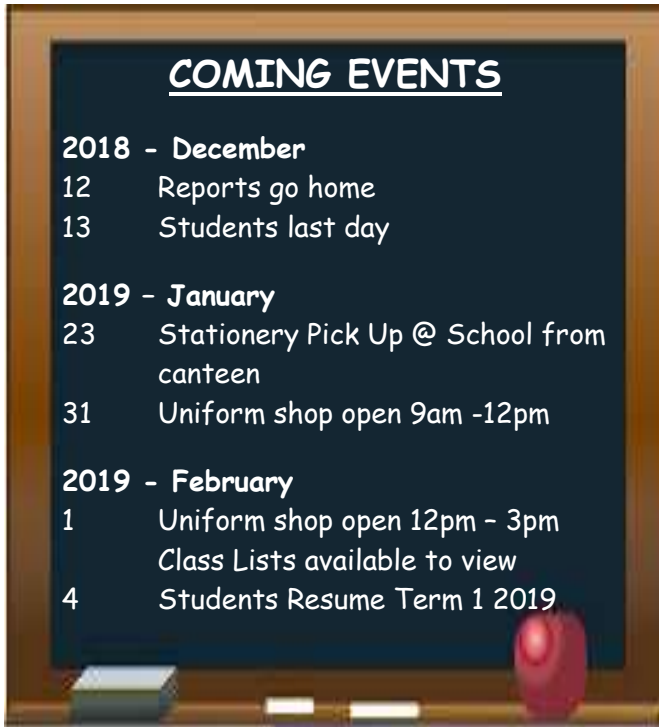 COMING EVENTS
2018 - December
12 Reports go home
13 Students last day
2019 – January
23 Stationery Pick Up @ School from
canteen
31 Uniform shop open 9am -12pm
2019 - February
1 Uniform shop open 12pm – 3pm
Class Lists available to view
4 Students Resume Term 1 2019